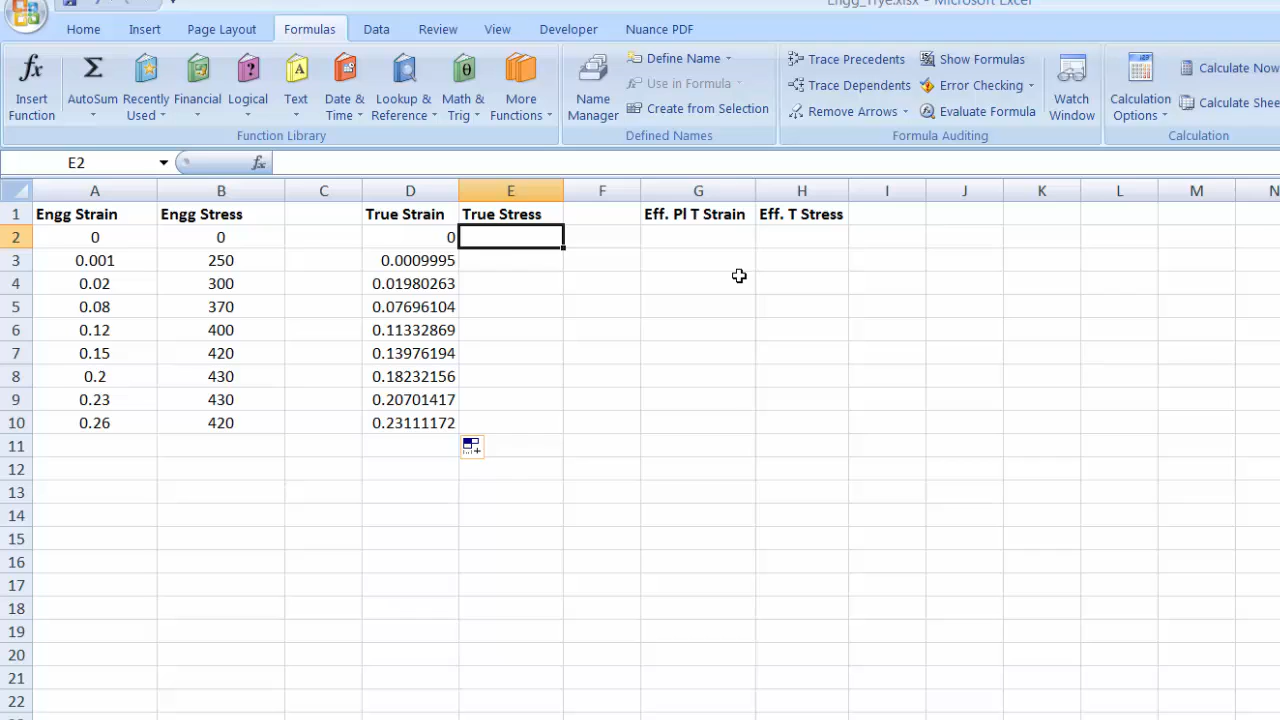 Engg_Trye.xlsx - Microsoft Excel
Home Insert Page Layout Formulas Data Review View Developer Nuance PDF
fx Σ A θ
Insert Function
AutoSum
Recently Used
Financial
Logical
Text
Date & Time
Lookup & Reference
Math & Trig
More Functions
Function Library
Name Manager
Define Name
Use in Formula
Create from Selection
Defined Names
Trace Precedents
Trace Dependents
Remove Arrows
Show Formulas
Error Checking
Evaluate Formula
Formula Auditing
Watch Window
Calculation Options
Calculate Now
Calculate Shee
Calculation
E2 fx
A B C D E F G H I J K L M N
1 Engg Strain Engg Stress True Strain True Stress Eff. Pl T Strain Eff. T Stress
2 0 0 0
3 0.001 250 0.0009995
4 0.02 300 0.01980263
5 0.08 370 0.07696104
6 0.12 400 0.11332869
7 0.15 420 0.13976194
8 0.2 430 0.18232156
9 0.23 430 0.20701417
10 0.26 420 0.23111172
11
12
13
14
15
16
17
18
19
20
21
22